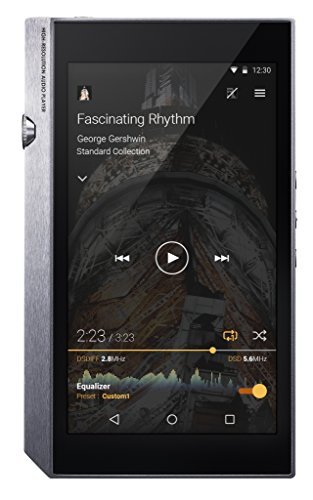 HIGH-RESOLUTION AUDIO PLAYER
12:30
Fascinating Rhythm
George Gershwin
Standard Collection
2:23 / 3:23
DSDIFF 2.8MHz
DSD 5.6MHz
Equalizer
Preset : Custom1